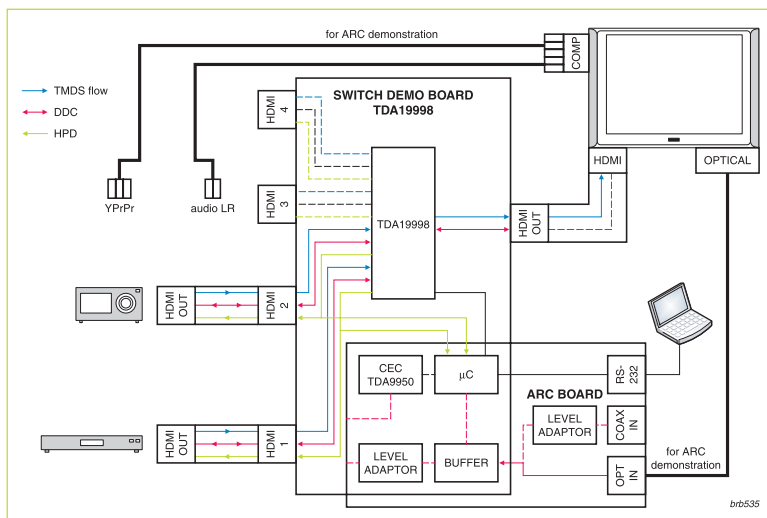 for ARC demonstration
COMP
TMDS flow
DDC
HPD
SWITCH DEMO BOARD
TDA19998
HDMI
4
HDMI
OPTICAL
YPrPr
audio LR
HDMI
3
TDA19998
HDMI
OUT
HDMI
OUT
HDMI
2
CEC
TDA9950
µC
RS-
232
ARC BOARD
LEVEL
ADAPTOR
COAX
IN
HDMI
OUT
HDMI
1
LEVEL
ADAPTOR
BUFFER
OPT
IN
for ARC
demonstration
brb535